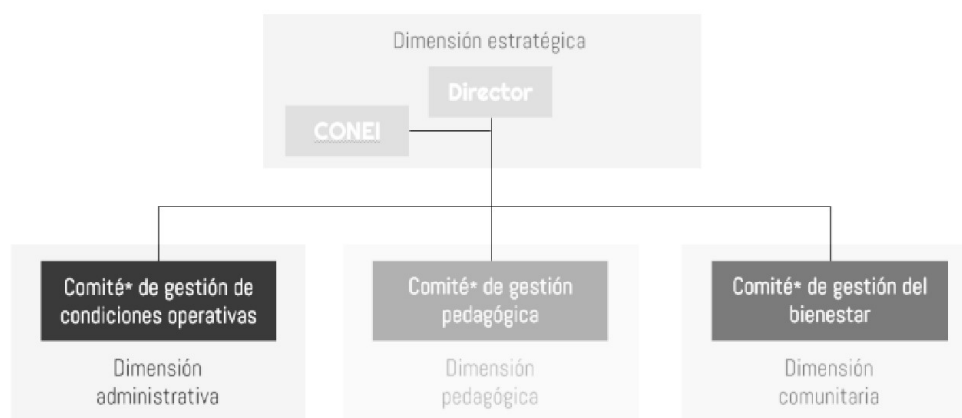 Dimensión estratégica
Director
CONEI
Comité* de gestión de
condiciones operativas
Dimensión
administrativa
Comité* de gestión
pedagógica
Dimensión
pedagógica
Comité* de gestión del
bienestar
Dimensión
comunitaria